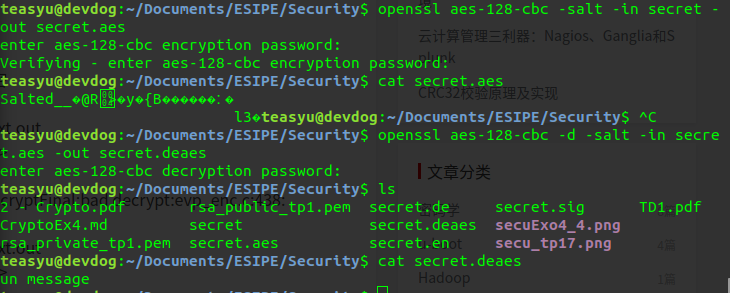 teasyu@devdog:~/Documents/ESIPE/Security$ openssl aes-128-cbc -salt -in secret -
out secret.aes
enter aes-128-cbc encryption password:
Verifying - enter aes-128-cbc encryption password:
teasyu@devdog:~/Documents/ESIPE/Security$ cat secret.aes
Salted__�@R�y�{B������:�
l3�teasyu@devdog:~/Documents/ESIPE/Security$ ^C
teasyu@devdog:~/Documents/ESIPE/Security$ openssl aes-128-cbc -d -salt -in secre
t.aes -out secret.deaes
enter aes-128-cbc decryption password:
teasyu@devdog:~/Documents/ESIPE/Security$ ls
2 - Crypto.pdf rsa_public_tp1.pem secret.de secret.sig TD1.pdf
CryptoEx4.md secret secret.deaes secuExo4_4.png
rsa_private_tp1.pem secret.aes secret.en secu_tp17.png
teasyu@devdog:~/Documents/ESIPE/Security$ cat secret.deaes
un message
teasyu@devdog:~/Documents/ESIPE/Security$
云计算管理三利器：Nagios、Ganglia和S
plunk
CRC32校验原理及实现
文章分类
4篇
Hadoop
1篇